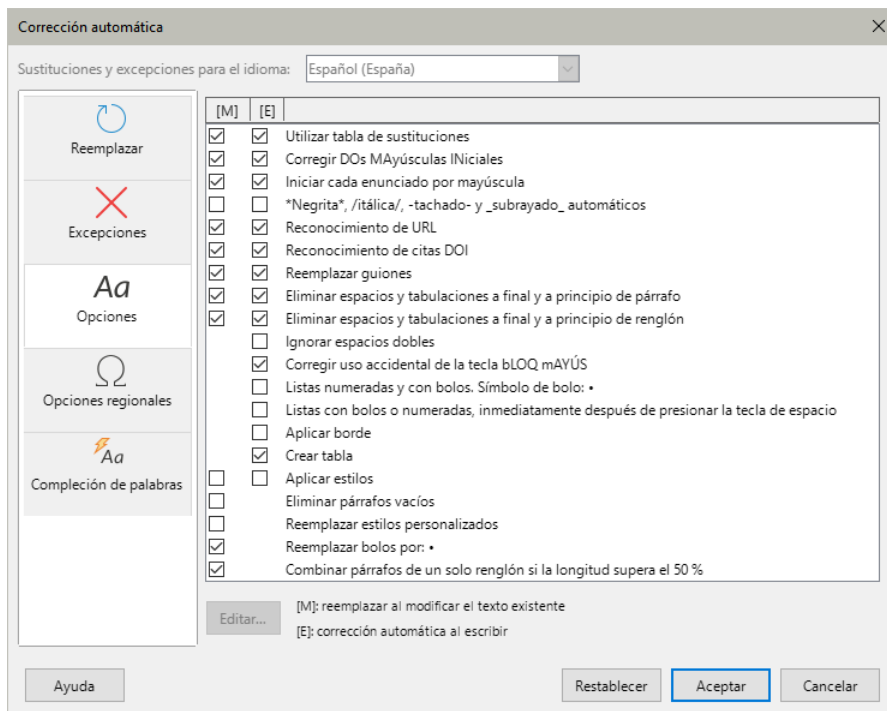 Corrección automática
Sustituciones y excepciones para el idioma: Español (España)
Reemplazar
Excepciones
Aa
Opciones
Ω
Opciones regionales
Aa
Compleción de palabras
[M] [E]
Utilizar tabla de sustituciones
Corregir DOs MAyúsculas INiciales
Iniciar cada enunciado por mayúscula
*Negrita*, /itálica/, -tachado- y _subrayado_ automáticos
Reconocimiento de URL
Reconocimiento de citas DOI
Reemplazar guiones
Eliminar espacios y tabulaciones a final y a principio de párrafo
Eliminar espacios y tabulaciones a final y a principio de renglón
Ignorar espacios dobles
Corregir uso accidental de la tecla bLOQ mAYÚS
Listas numeradas y con bolos. Símbolo de bolo: •
Listas con bolos o numeradas, inmediatamente después de presionar la tecla de espacio
Aplicar borde
Crear tabla
Aplicar estilos
Eliminar párrafos vacíos
Reemplazar estilos personalizados
Reemplazar bolos por: •
Combinar párrafos de un solo renglón si la longitud supera el 50 %
Editar...
[M]: reemplazar al modificar el texto existente
[E]: corrección automática al escribir
Ayuda Restablecer Aceptar Cancelar